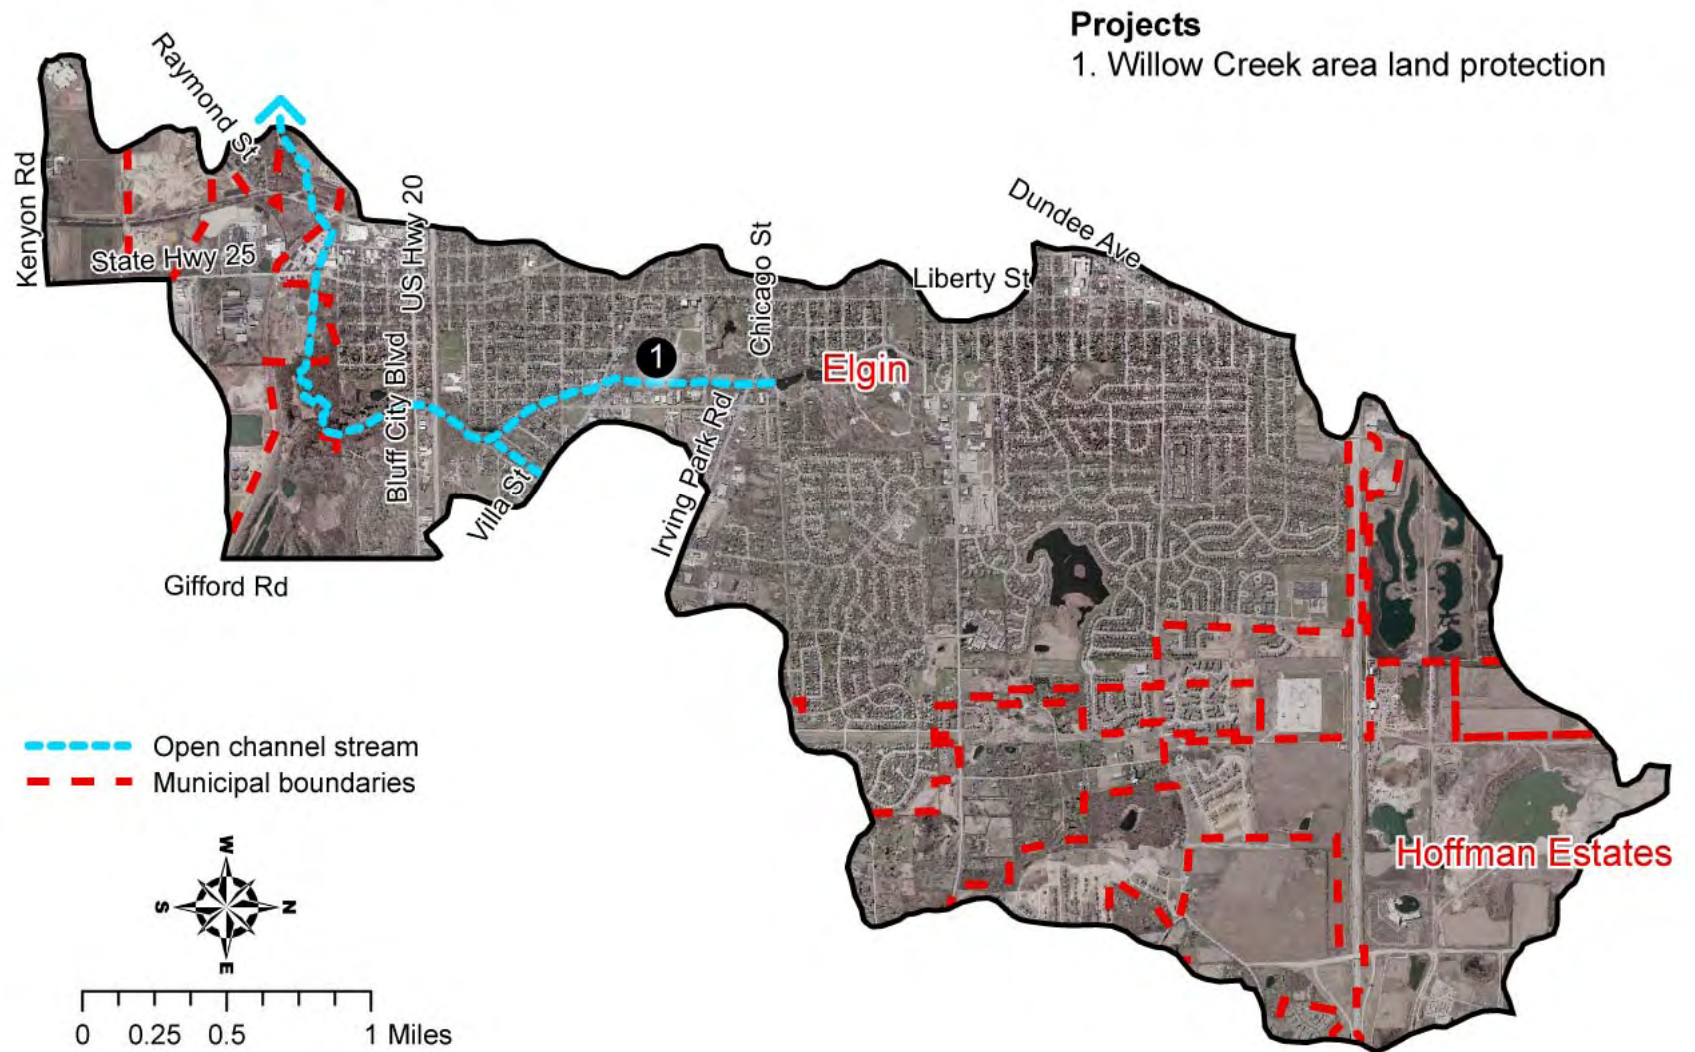 Projects
1. Willow Creek area land protection
Raymond St
Kenyon Rd
State Hwy 25
US Hwy 20
Bluff City Blvd
Chicago St
Dundee Ave
Liberty St
1
Elgin
Villa St
Irving Park Rd
Gifford Rd
Hoffman Estates
Open channel stream
Municipal boundaries
W
S N
E
0 0.25 0.5 1 Miles